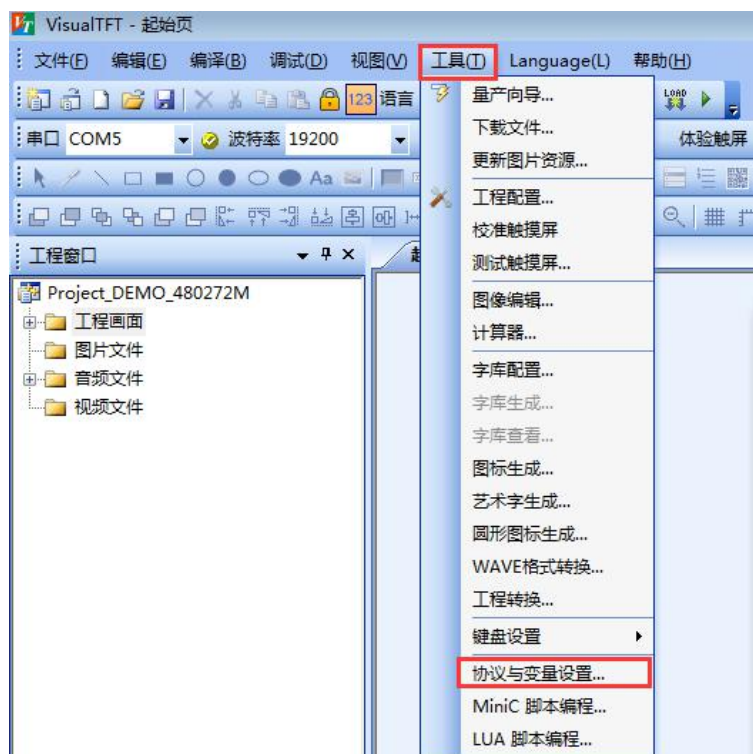 VisualTFT - 起始页
文件(F) 编辑(E) 编译(B) 调试(D) 视图(V) 工具(T) Language(L) 帮助(H)
123 语言
LOAD
串口 COM5 波特率 19200 体验触屏
Aa
工程窗口
Project_DEMO_480272M
工程画面
图片文件
音频文件
视频文件
量产向导...
下载文件...
更新图片资源...
工程配置...
校准触摸屏
测试触摸屏...
图像编辑...
计算器...
字库配置...
字库生成...
字库查看...
图标生成...
艺术字生成...
圆形图标生成...
WAVE格式转换...
工程转换...
键盘设置
协议与变量设置...
MiniC 脚本编程...
LUA 脚本编程...